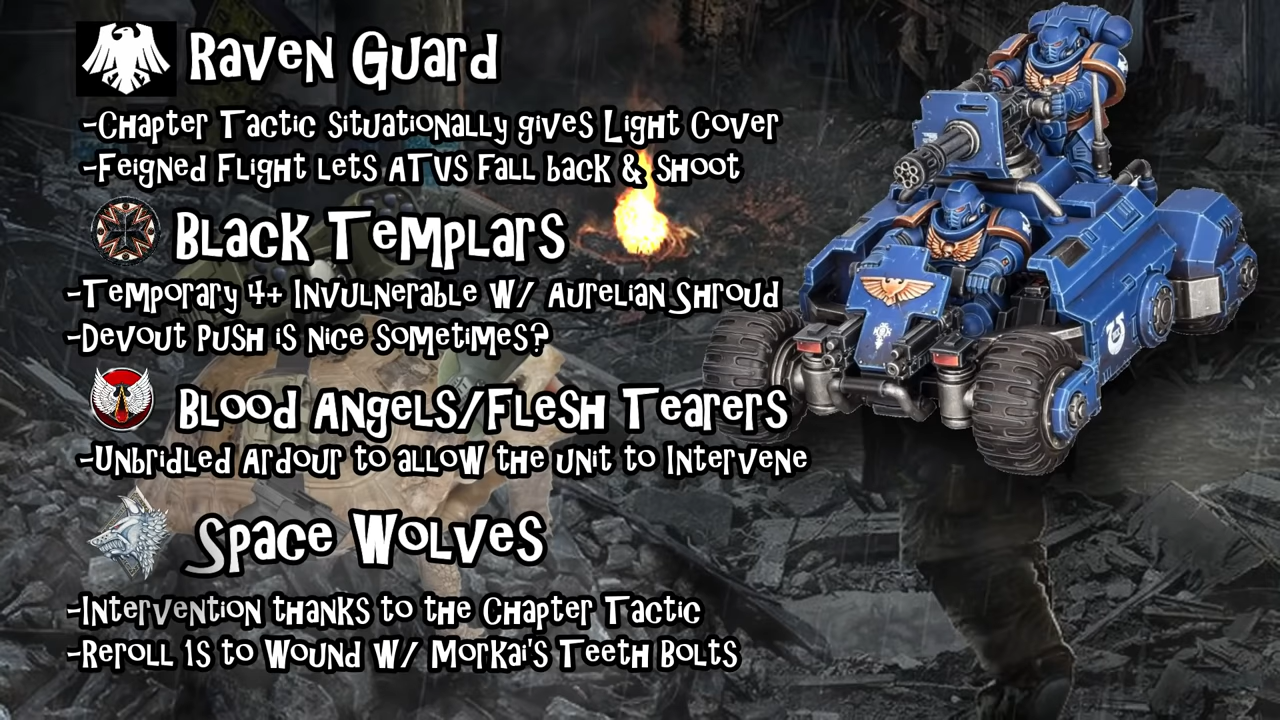 Raven Guard
-Chapter Tactic Situationally gives Light Cover
-Feigned Flight lets ATVs Fall back & Shoot
Black Templars
-Temporary 4+ Invulnerable w/ Aurelian Shroud
-Devout Push is nice sometimes?
Blood Angels/Flesh Tearers
-Unbridled Ardour to allow the unit to Intervene
Space Wolves
-Intervention thanks to the Chapter Tactic
-Reroll 1s to Wound w/ Morkai's Teeth Bolts